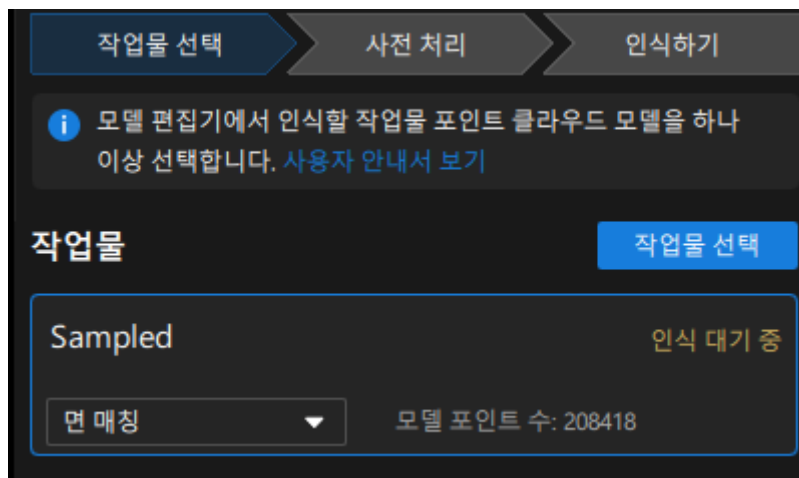 작업물 선택
사전 처리
인식하기
모델 편집기에서 인식할 작업물 포인트 클라우드 모델을 하나
이상 선택합니다. 사용자 안내서 보기
작업물
작업물 선택
Sampled
인식 대기 중
면 매칭
모델 포인트 수: 208418